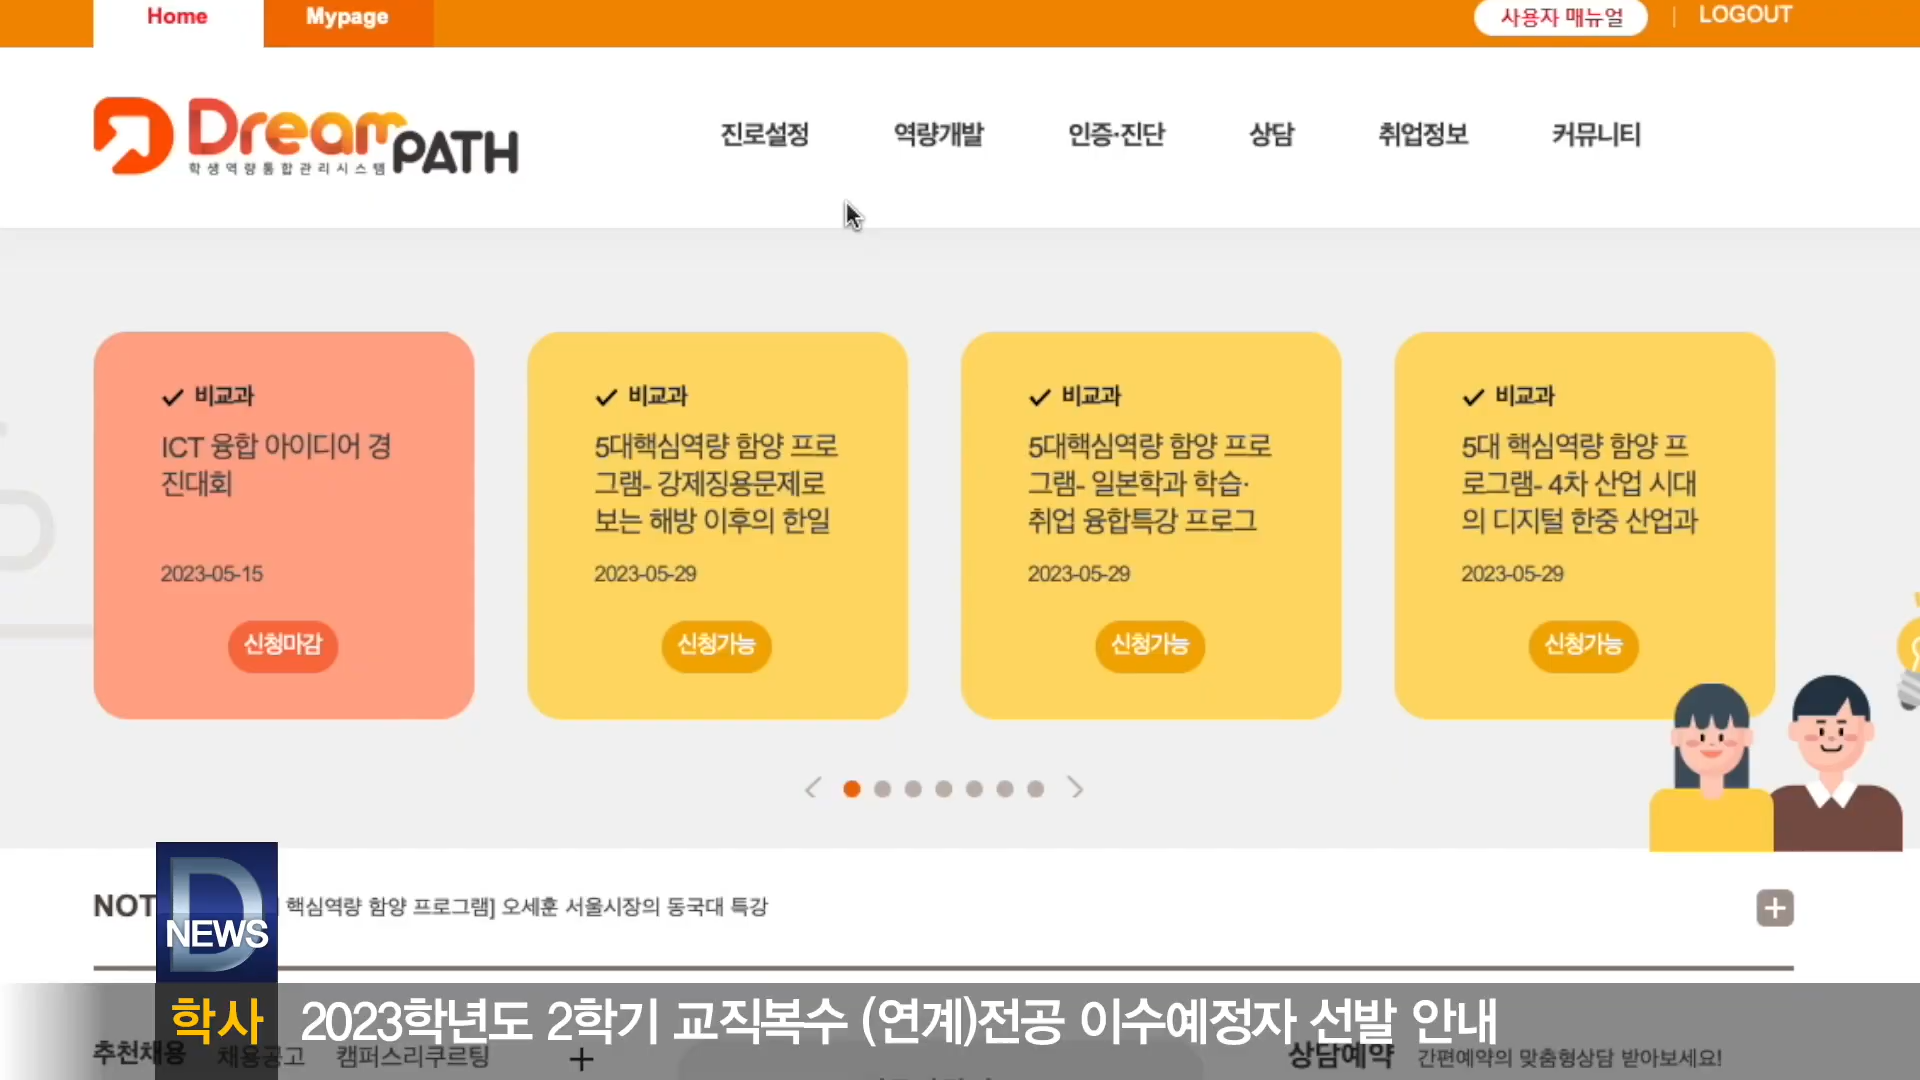 Home
Mypage
사용자 매뉴얼
LOGOUT
Dream PATH
학생역량통합관리시스템
진로설정
역량개발
인증·진단
상담
취업정보
커뮤니티
비교과
ICT 융합 아이디어 경
진대회
2023-05-15
신청마감
비교과
5대핵심역량 함양 프로
그램- 강제징용문제로
보는 해방 이후의 한일
2023-05-29
신청가능
비교과
5대핵심역량 함양 프로
그램- 일본학과 학습·
취업 융합특강 프로그
2023-05-29
신청가능
비교과
5대 핵심역량 함양 프
로그램- 4차 산업 시대
의 디지털 한중 산업과
2023-05-29
신청가능
NOT
핵심역량 함양 프로그램] 오세훈 서울시장의 동국대 특강
D NEWS
학사 2023학년도 2학기 교직복수 (연계)전공 이수예정자 선발 안내
추천채용 채용공고 캠퍼스리쿠르팅
상담예약 간편예약의 맞춤형상담 받아보세요!